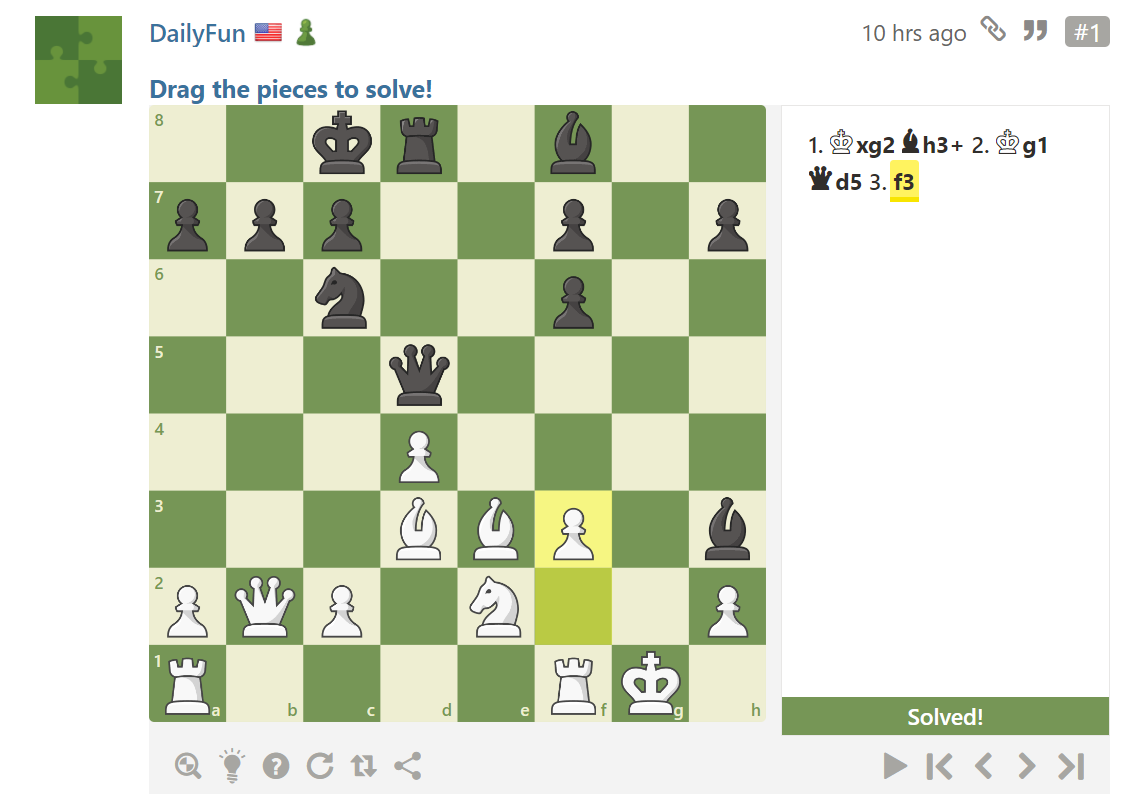 DailyFun
10 hrs ago
#1
Drag the pieces to solve!
8
7
6
5
4
3
2
1
a b c d e f g h
1. ♔xg2 ♝h3+ 2. ♔g1
♛d5 3. f3
Solved!